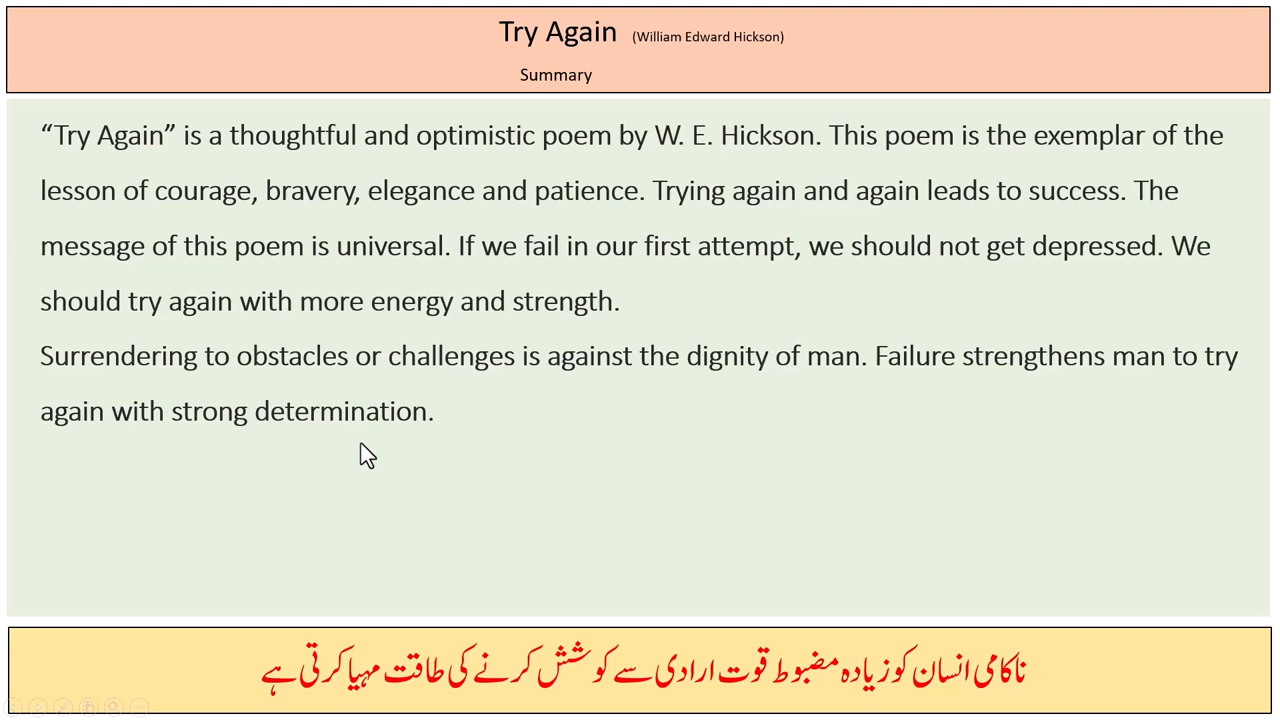 Try Again (William Edward Hickson)
Summary
“Try Again” is a thoughtful and optimistic poem by W. E. Hickson. This poem is the exemplar of the
lesson of courage, bravery, elegance and patience. Trying again and again leads to success. The
message of this poem is universal. If we fail in our first attempt, we should not get depressed. We
should try again with more energy and strength.
Surrendering to obstacles or challenges is against the dignity of man. Failure strengthens man to try
again with strong determination.
ناکامی انسان کو زیادہ مضبوط قوت ارادی سے کوشش کرنے کی طاقت مہیا کرتی ہے